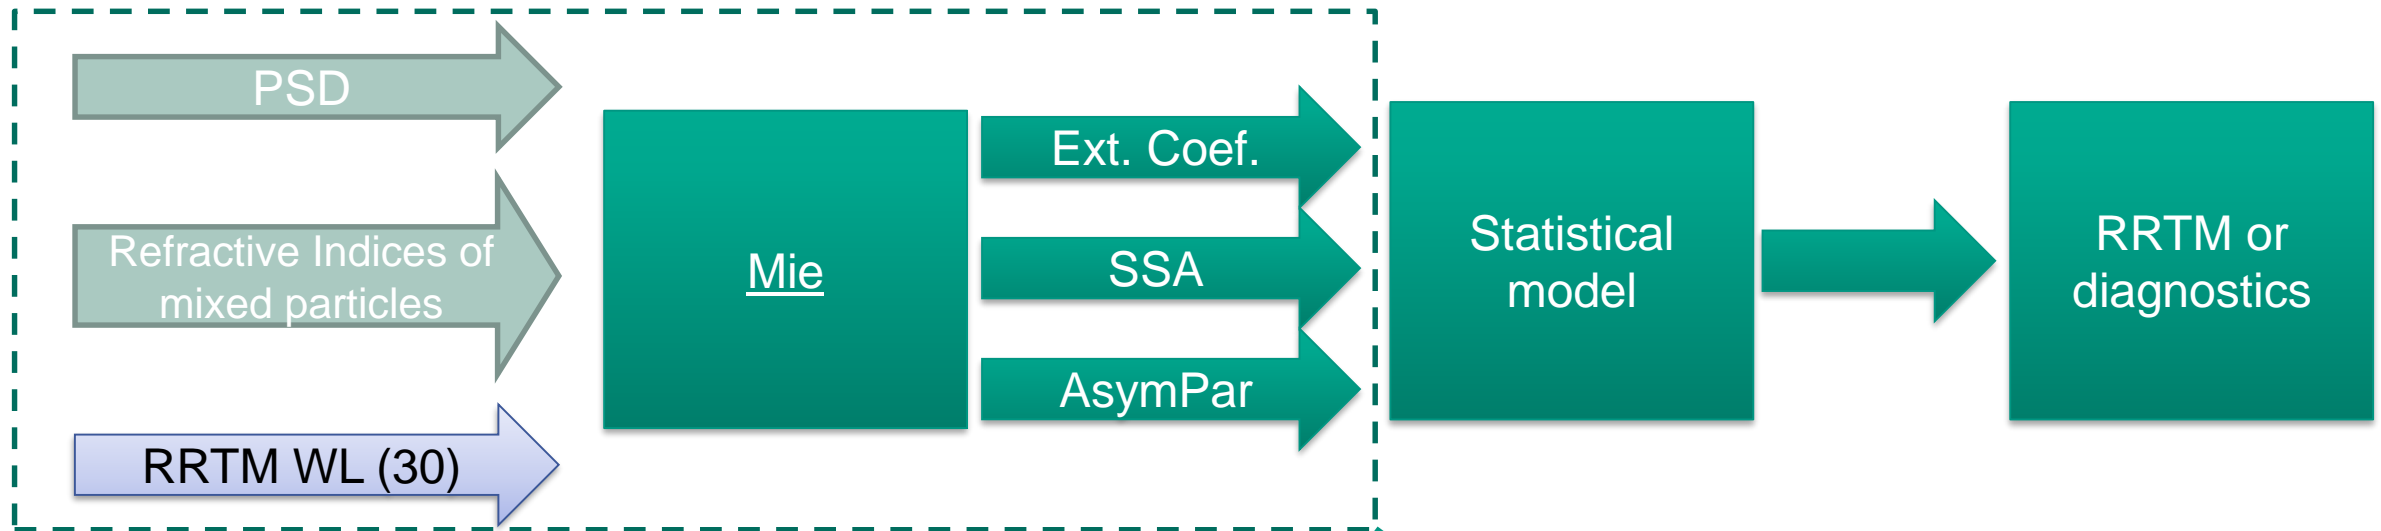 PSD
Refractive Indices of
mixed particles
RRTM WL (30)
Mie
Ext. Coef.
SSA
AsymPar
Statistical
model
RRTM or
diagnostics